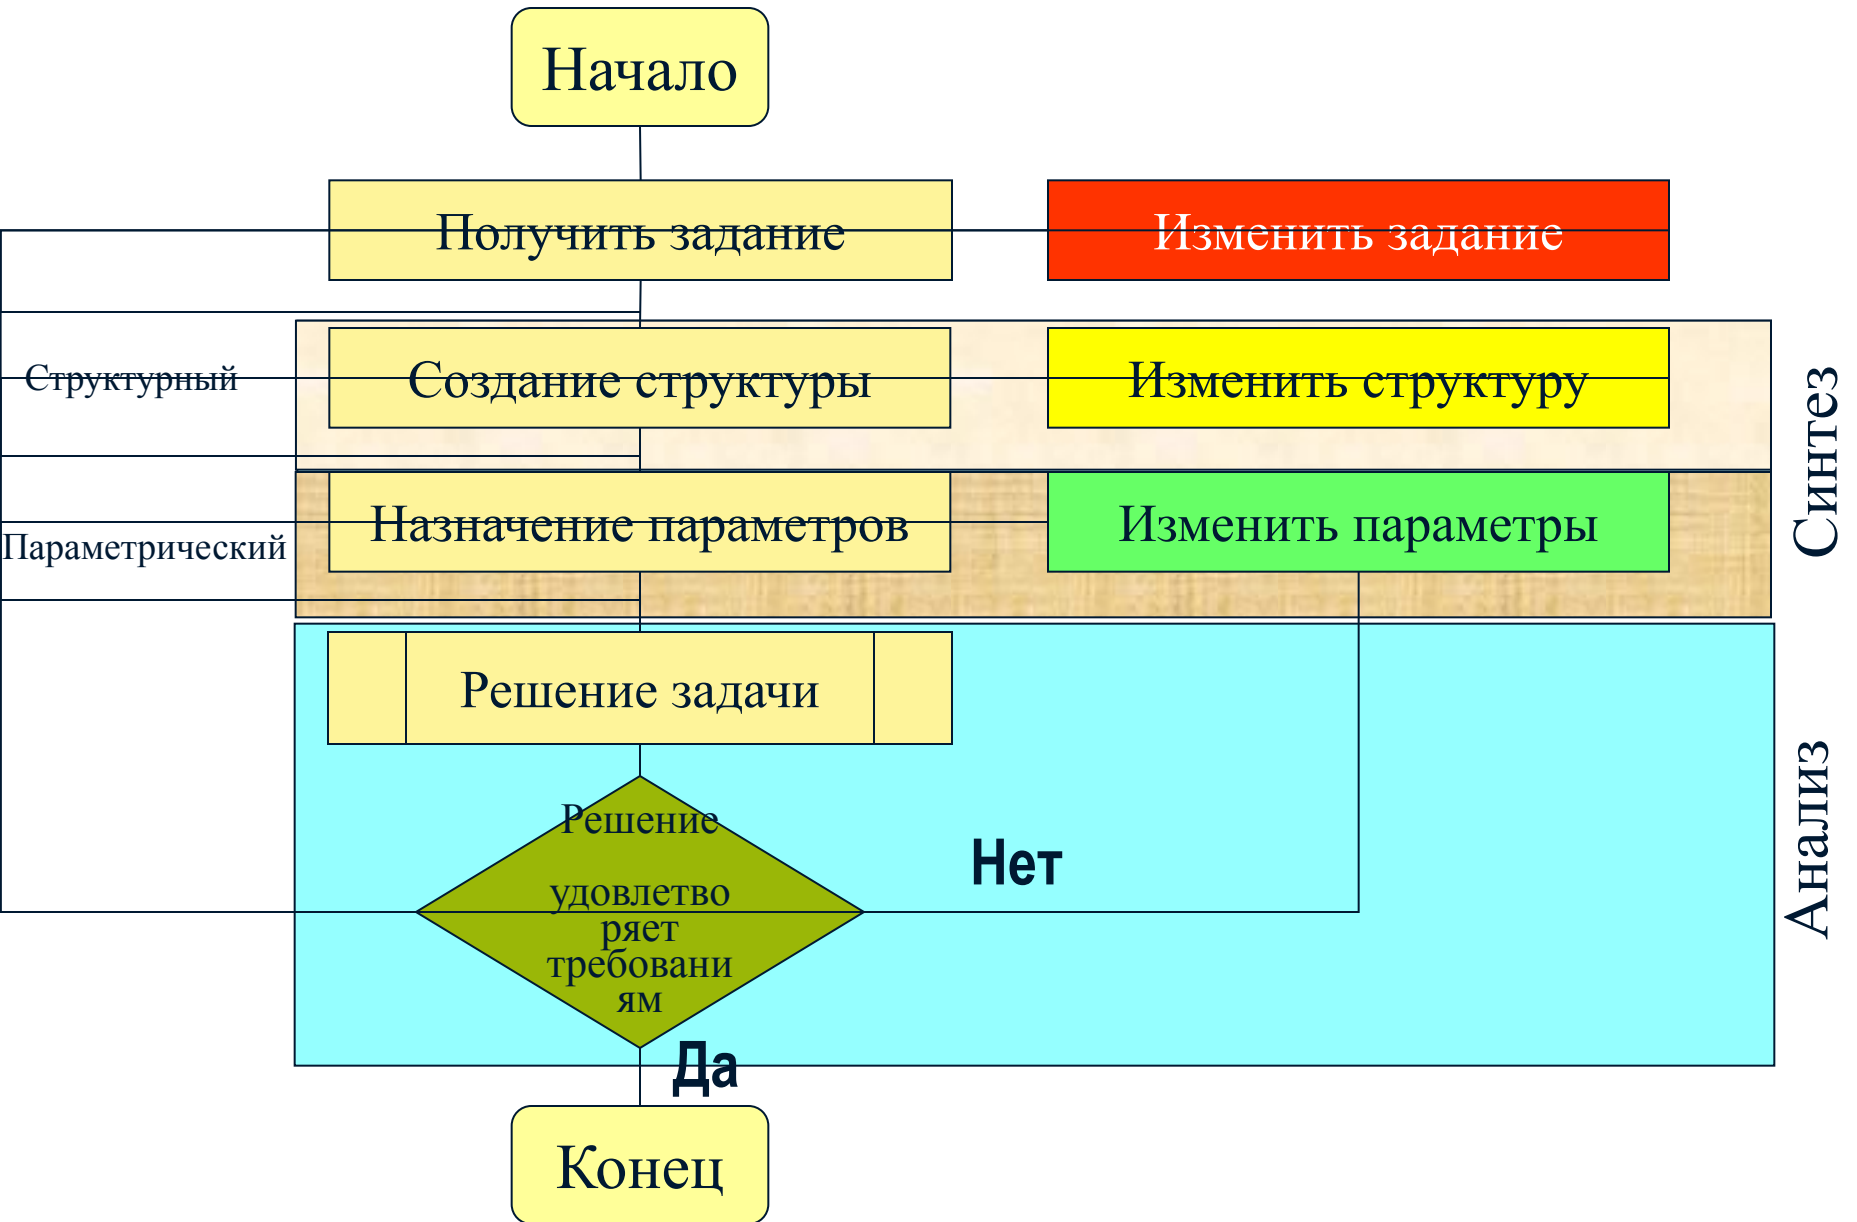 Начало
Получить задание
Изменить задание
Структурный
Создание структуры
Изменить структуру
Синтез
Параметрический
Назначение параметров
Изменить параметры
Решение задачи
Анализ
Решение
удовлетво
ряет
требовани
ям
Нет
Да
Конец